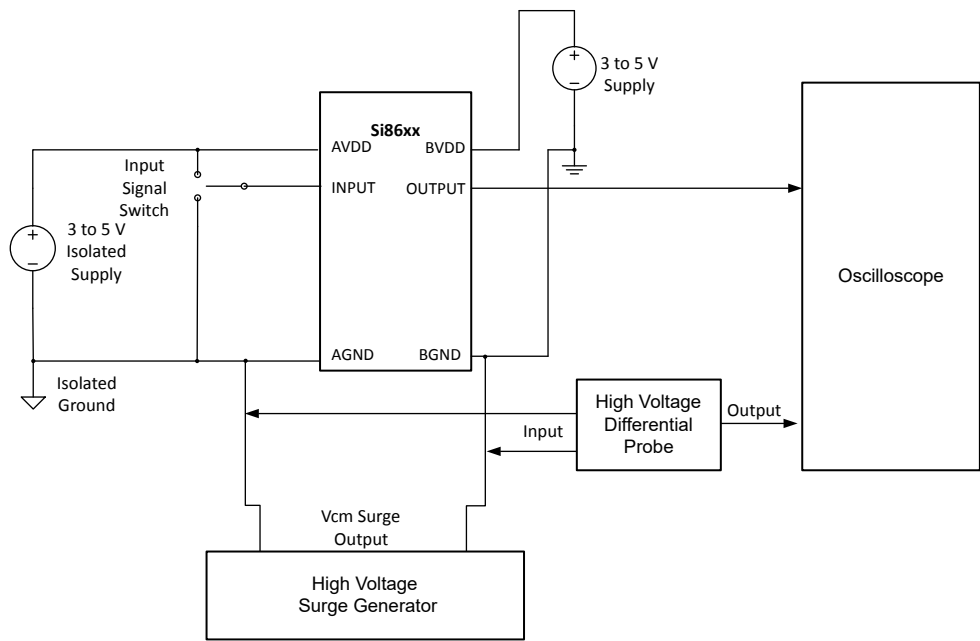 3 to 5 V
Supply
+
−
Si86xx
AVDD
BVDD
Input
Signal
Switch
INPUT
OUTPUT
3 to 5 V
Isolated
Supply
+
−
Oscilloscope
AGND
BGND
Isolated
Ground
High Voltage
Differential
Probe
Input
Output
Vcm Surge
Output
High Voltage
Surge Generator